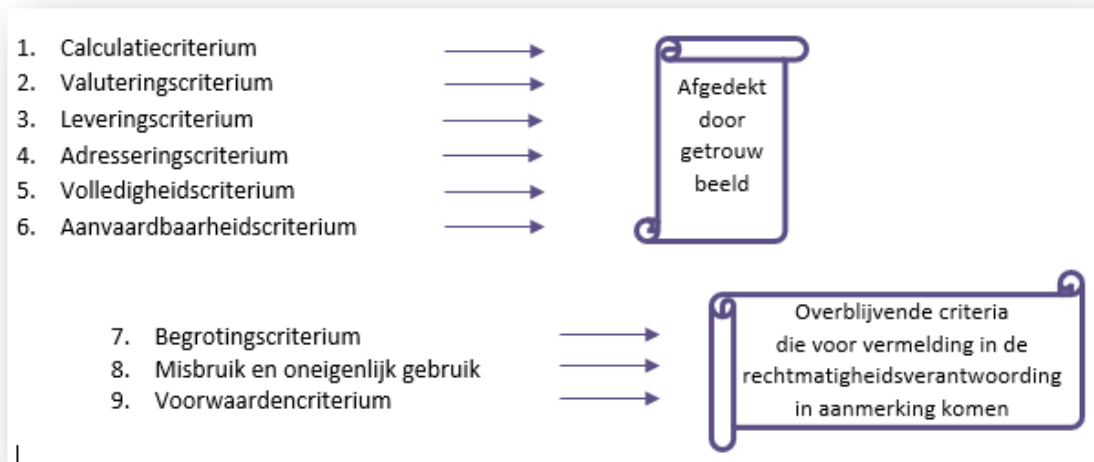 1. Calculatiecriterium
2. Valuteringscriterium
3. Leveringscriterium
4. Adresseringscriterium
5. Volledigheidscriterium
6. Aanvaardbaarheidscriterium
Afgedekt
door
getrouw
beeld
7. Begrotingscriterium
8. Misbruik en oneigenlijk gebruik
9. Voorwaardencriterium
Overblijvende criteria
die voor vermelding in de
rechtmatigheidsverantwoording
in aanmerking komen